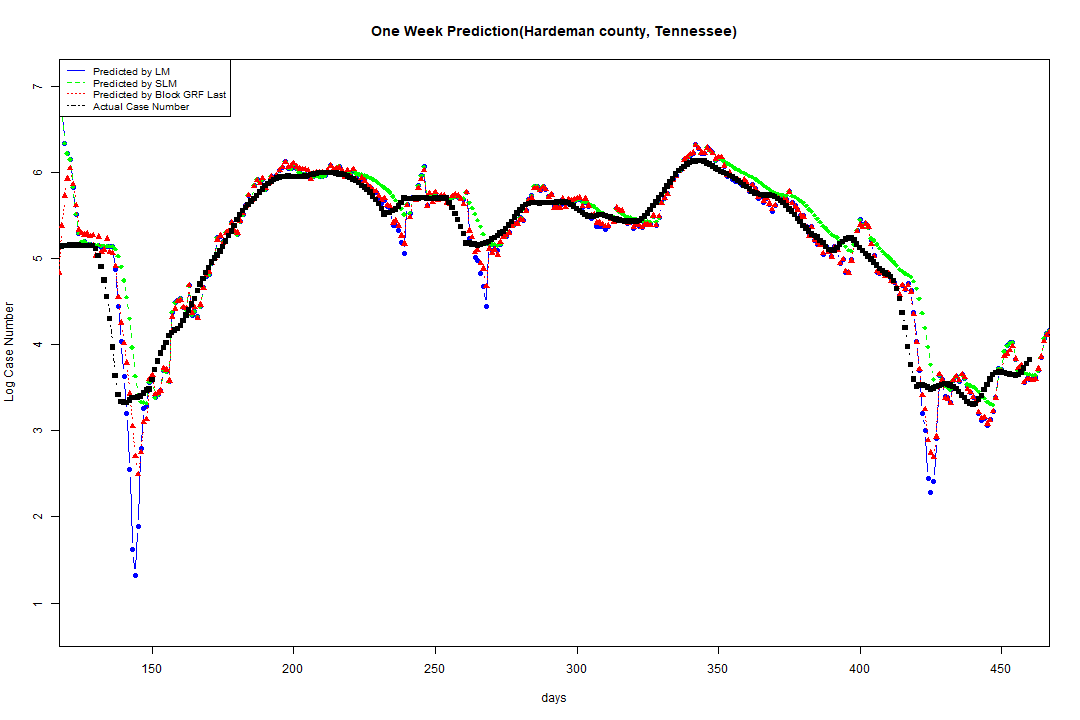 One Week Prediction(Hardeman county, Tennessee)
Predicted by LM
Predicted by SLM
Predicted by Block GRF Last
Actual Case Number
7
6
5
4
3
2
1
Log Case Number
150 200 250 300 350 400 450
days